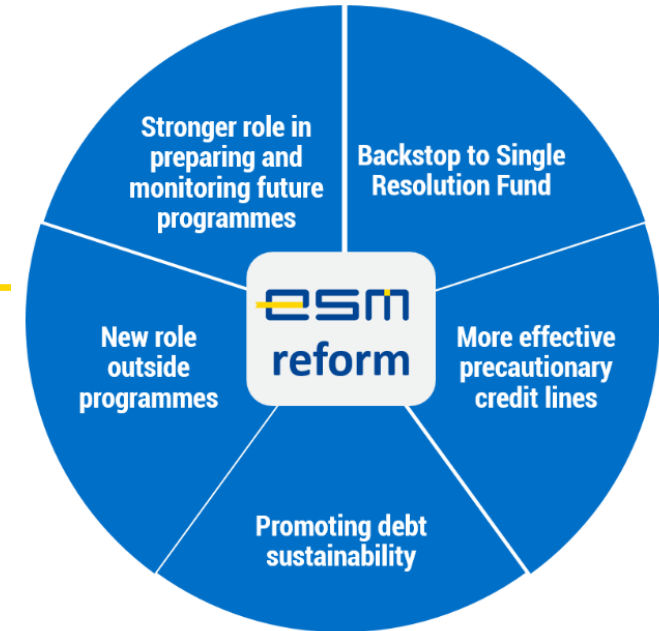 Stronger role in
preparing and
monitoring future
programmes
Backstop to Single
Resolution Fund
esm
reform
New role
outside
programmes
More effective
precautionary
credit lines
Promoting debt
sustainability